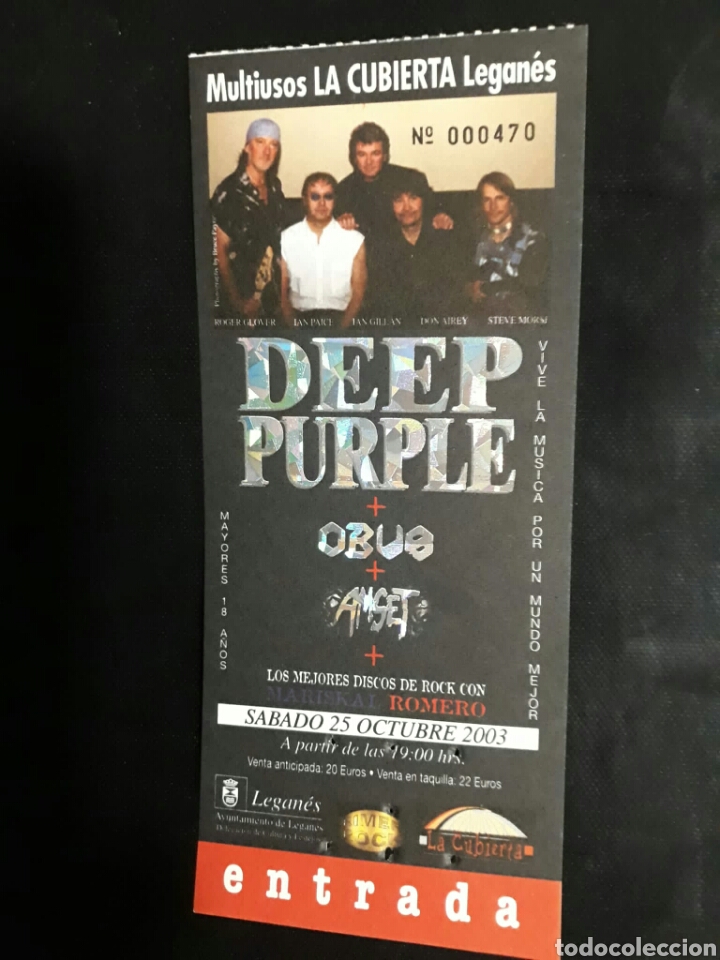 Multiusos LA CUBIERTA Leganés
Nº 000470
ROGER GLOVER IAN PAICE IAN GILLAN DON AIREY STEVE MORSE
DEEP
PURPLE
+
OBUS
+
AMSET
+
MAYORES 18 AÑOS
VIVE LA MUSICA POR UN MUNDO MEJOR
LOS MEJORES DISCOS DE ROCK CON
MARISKAL ROMERO
SABADO 25 OCTUBRE 2003
A partir de las 19:00 hrs.
Venta anticipada: 20 Euros • Venta en taquilla: 22 Euros
Leganés
Ayuntamiento de Leganés
La Cubierta
entrada
todocoleccion